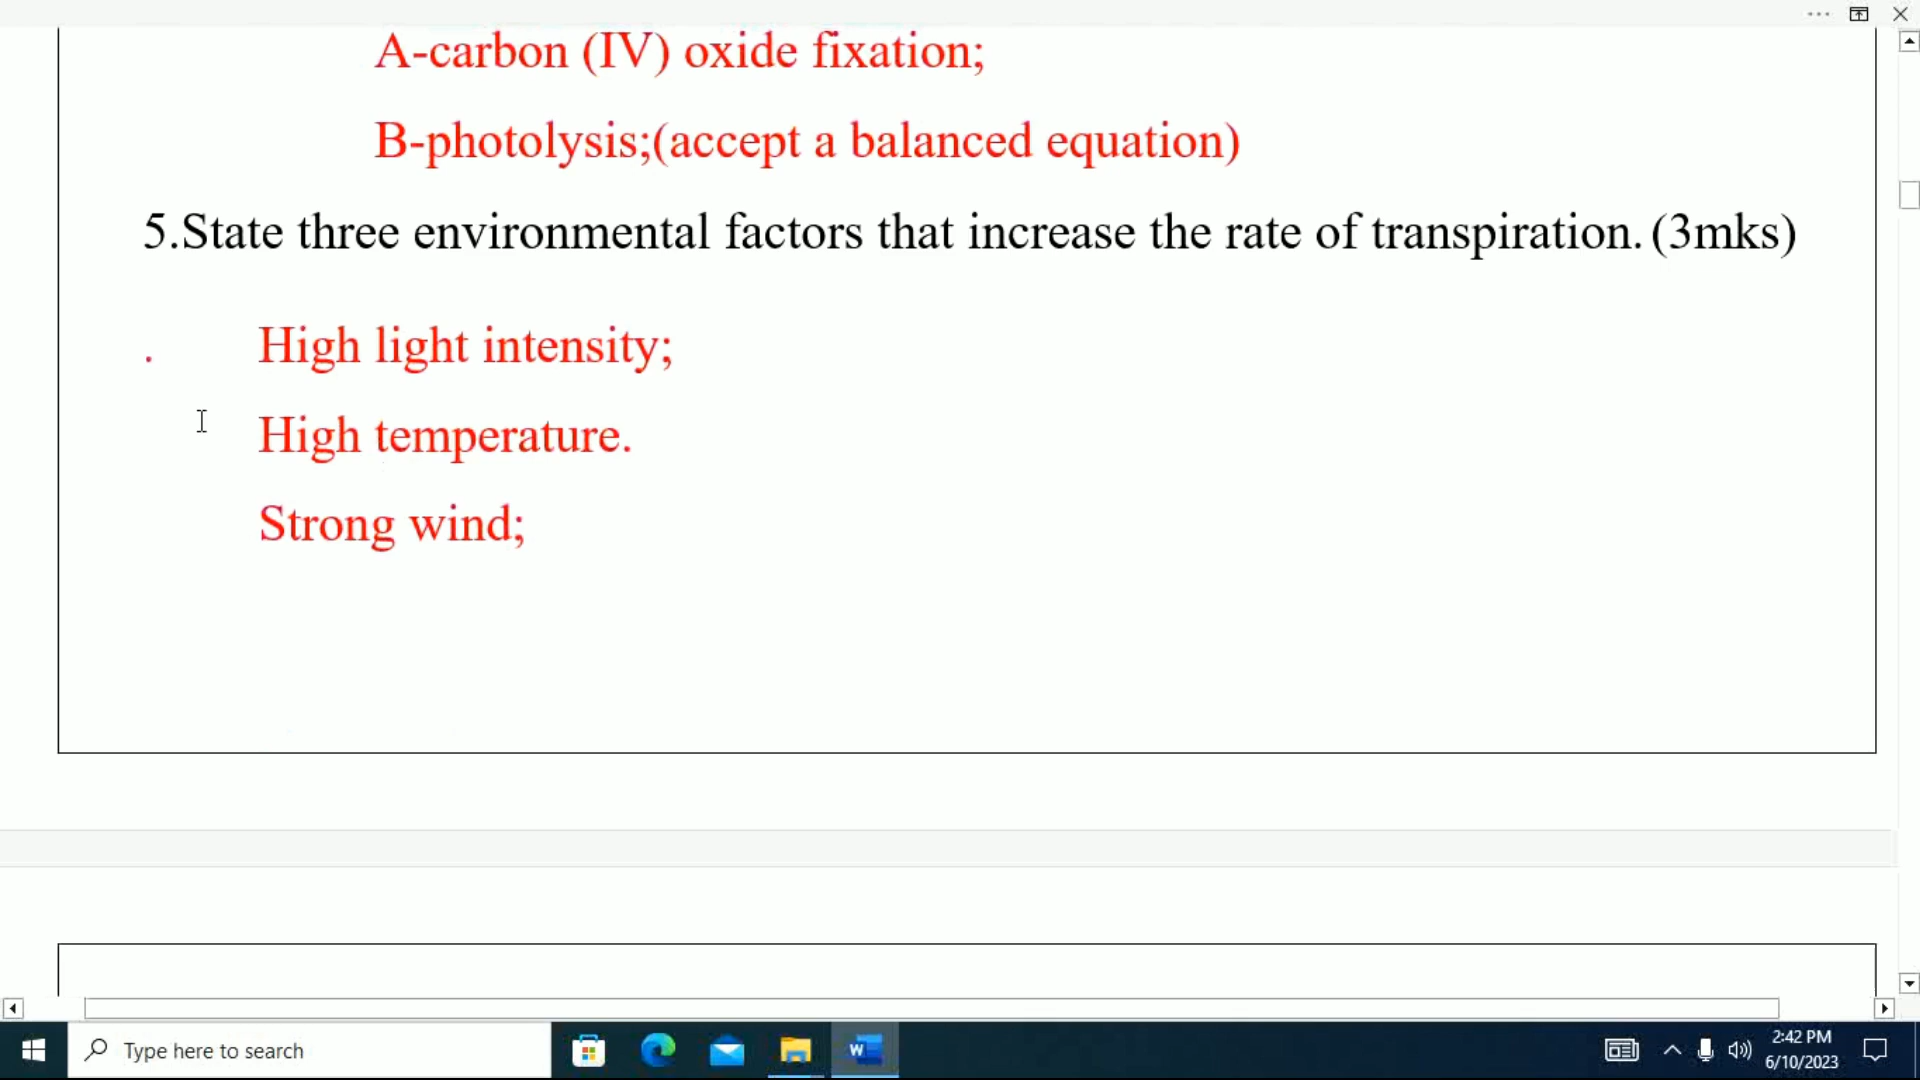 A-carbon (IV) oxide fixation;
B-photolysis;(accept a balanced equation)
5.State three environmental factors that increase the rate of transpiration. (3mks)
. High light intensity;
High temperature.
Strong wind;
Type here to search
W
2:42 PM
6/10/2023